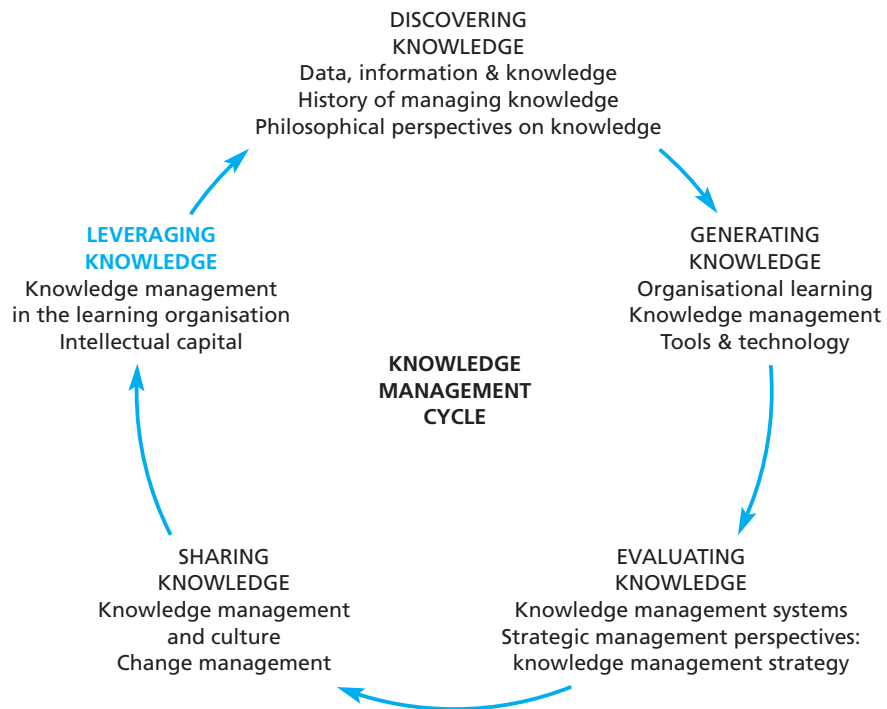 DISCOVERING
KNOWLEDGE
Data, information & knowledge
History of managing knowledge
Philosophical perspectives on knowledge
LEVERAGING
KNOWLEDGE
Knowledge management
in the learning organisation
Intellectual capital
GENERATING
KNOWLEDGE
Organisational learning
Knowledge management
Tools & technology
KNOWLEDGE
MANAGEMENT
CYCLE
SHARING
KNOWLEDGE
Knowledge management
and culture
Change management
EVALUATING
KNOWLEDGE
Knowledge management systems
Strategic management perspectives:
knowledge management strategy